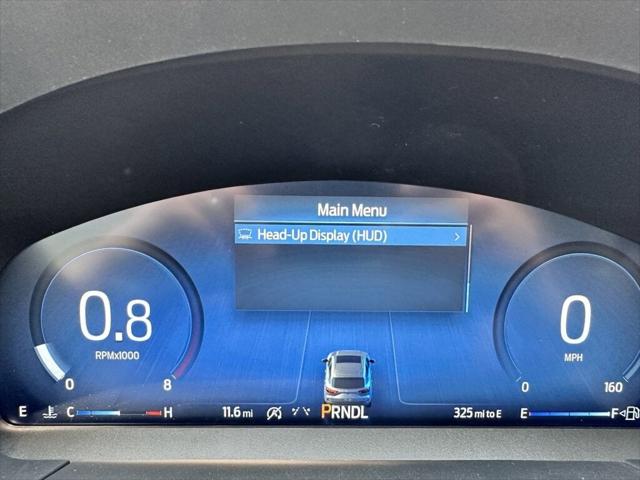 Main Menu
Head-Up Display (HUD)
0.8
RPMx1000
0 8
0
MPH
0 160
E C H 11.6 mi PRNDL 325 mi to E E F